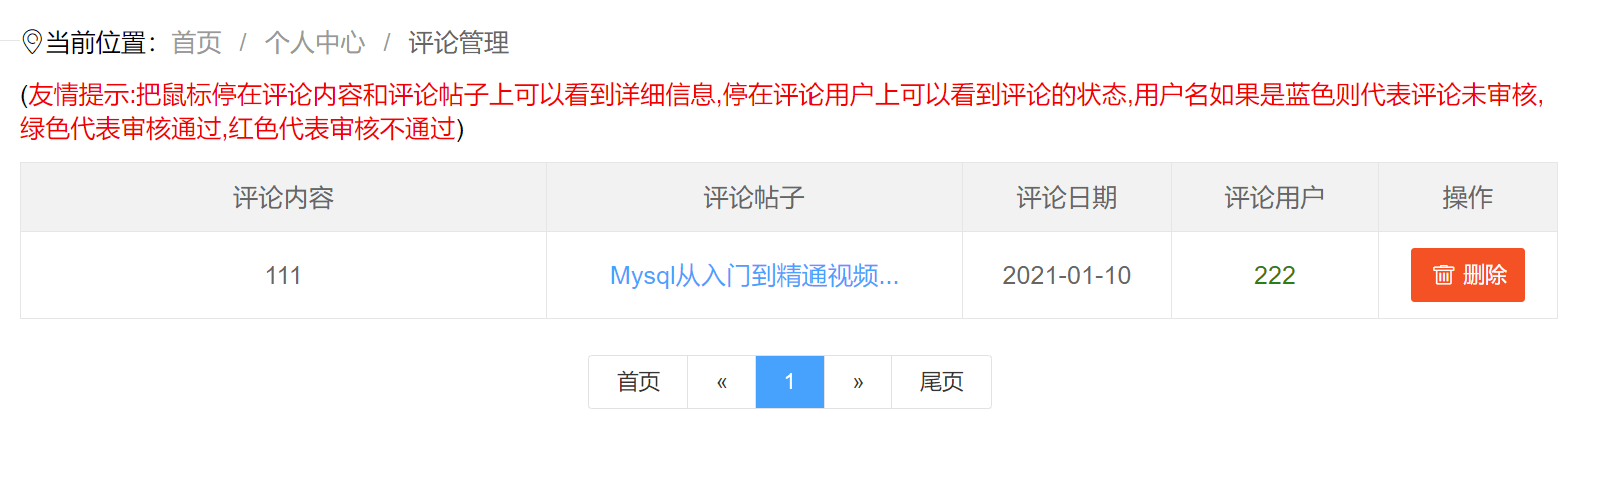 当前位置：首页 / 个人中心 / 评论管理
(友情提示:把鼠标停在评论内容和评论帖子上可以看到详细信息,停在评论用户上可以看到评论的状态,用户名如果是蓝色则代表评论未审核,
绿色代表审核通过,红色代表审核不通过)
评论内容 评论帖子 评论日期 评论用户 操作
111 Mysql从入门到精通视频... 2021-01-10 222 删除
首页 « 1 » 尾页